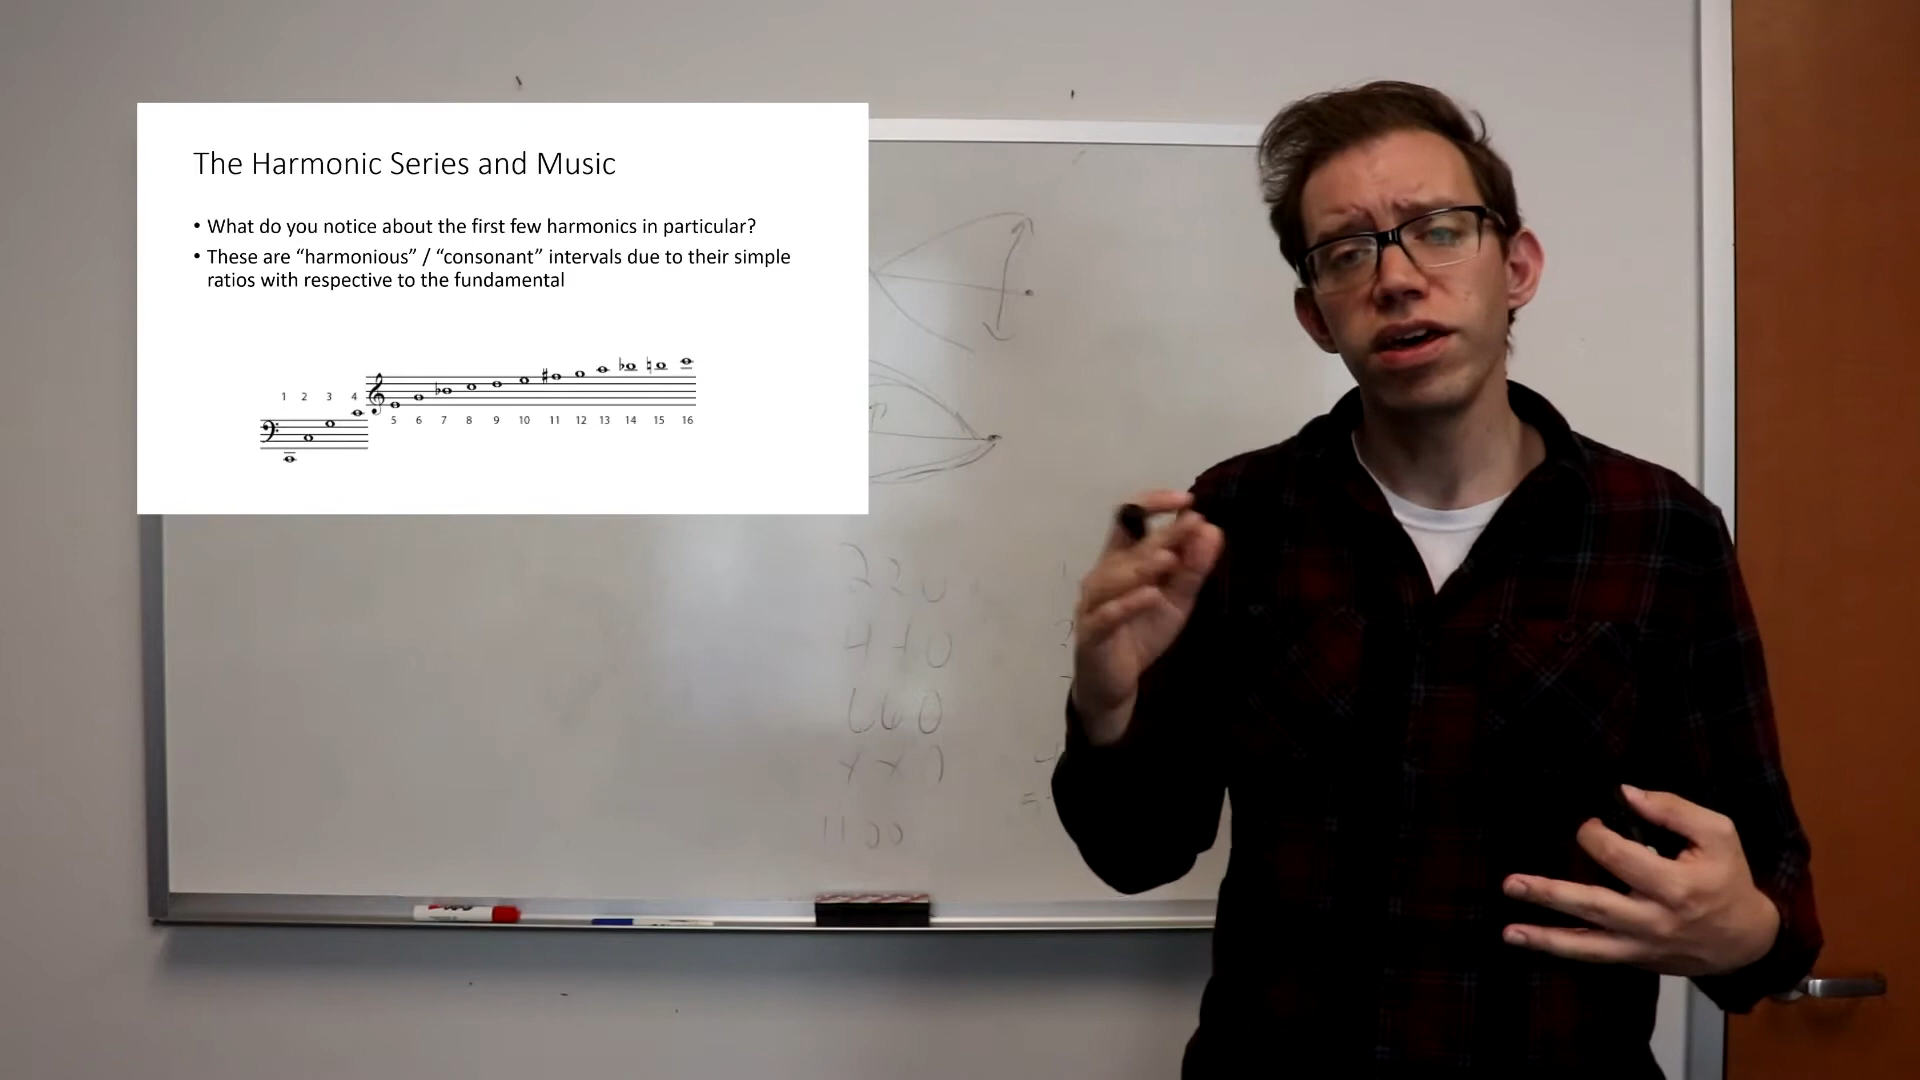 The Harmonic Series and Music
• What do you notice about the first few harmonics in particular?
• These are “harmonious” / “consonant” intervals due to their simple
ratios with respective to the fundamental
1 2 3 4
5 6 7 8 9 10 11 12 13 14 15 16
220
440
660
1100